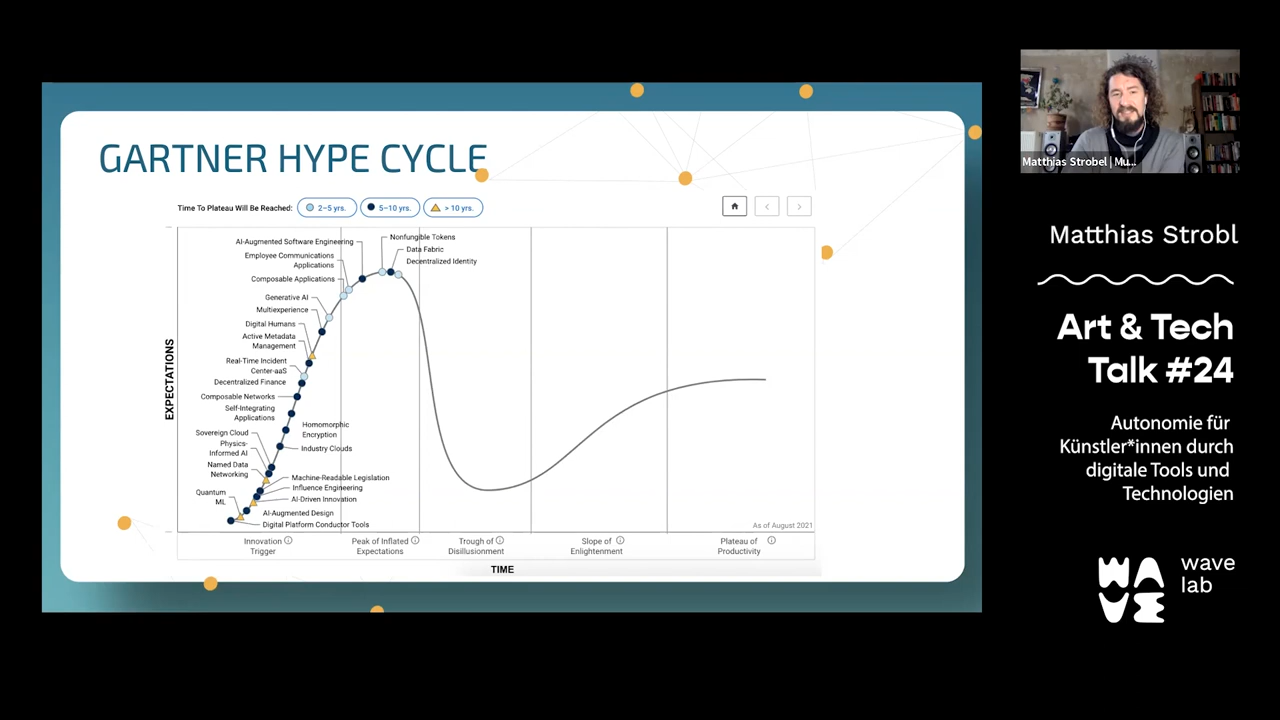 GARTNER HYPE CYCLE
Time To Plateau Will Be Reached:
2–5 yrs.
5–10 yrs.
> 10 yrs.
Nonfungible Tokens
AI-Augmented Software Engineering
Data Fabric
Employee Communications
Applications
Decentralized Identity
Composable Applications
Generative AI
Multiexperience
Digital Humans
Active Metadata
Management
Real-Time Incident
Center-aaS
Decentralized Finance
Composable Networks
Self-Integrating
Applications
Homomorphic
Encryption
Sovereign Cloud
Physics-
Informed AI
Industry Clouds
Named Data
Networking
Machine-Readable Legislation
Influence Engineering
Quantum
ML
AI-Driven Innovation
AI-Augmented Design
Digital Platform Conductor Tools
EXPECTATIONS
As of August 2021
Innovation
Trigger
Peak of Inflated
Expectations
Trough of
Disillusionment
Slope of
Enlightenment
Plateau of
Productivity
TIME
Matthias Strobel | Mu...
Matthias Strobl
Art & Tech
Talk #24
Autonomie für
Künstler*innen durch
digitale Tools und
Technologien
WAVE
wave
lab